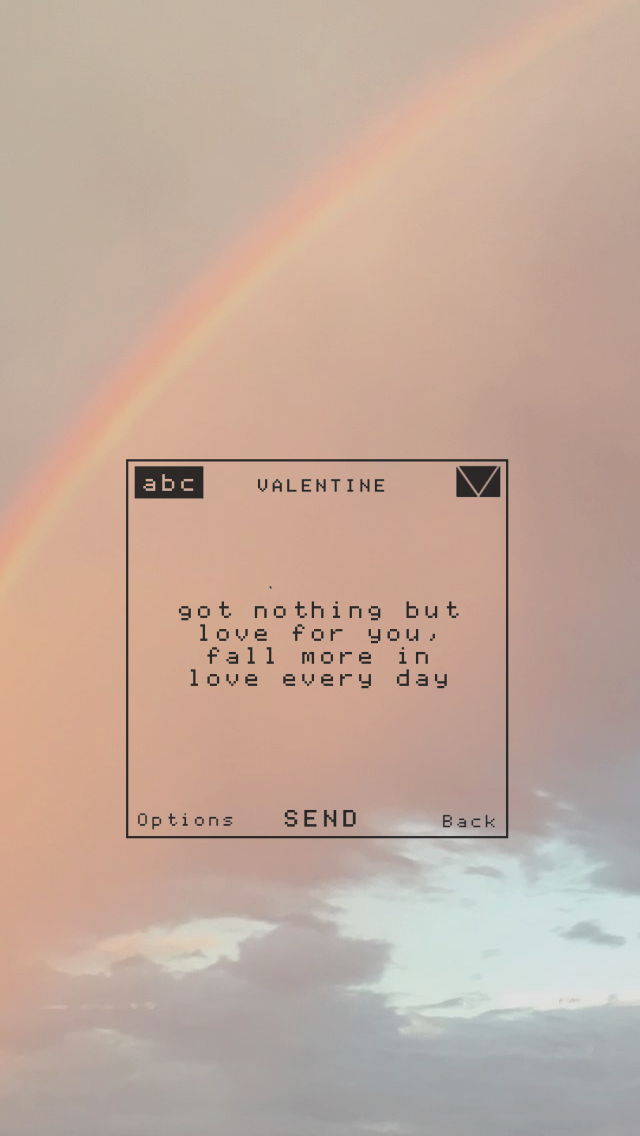 abc VALENTINE
got nothing but
love for you,
fall more in
love every day
Options SEND Back